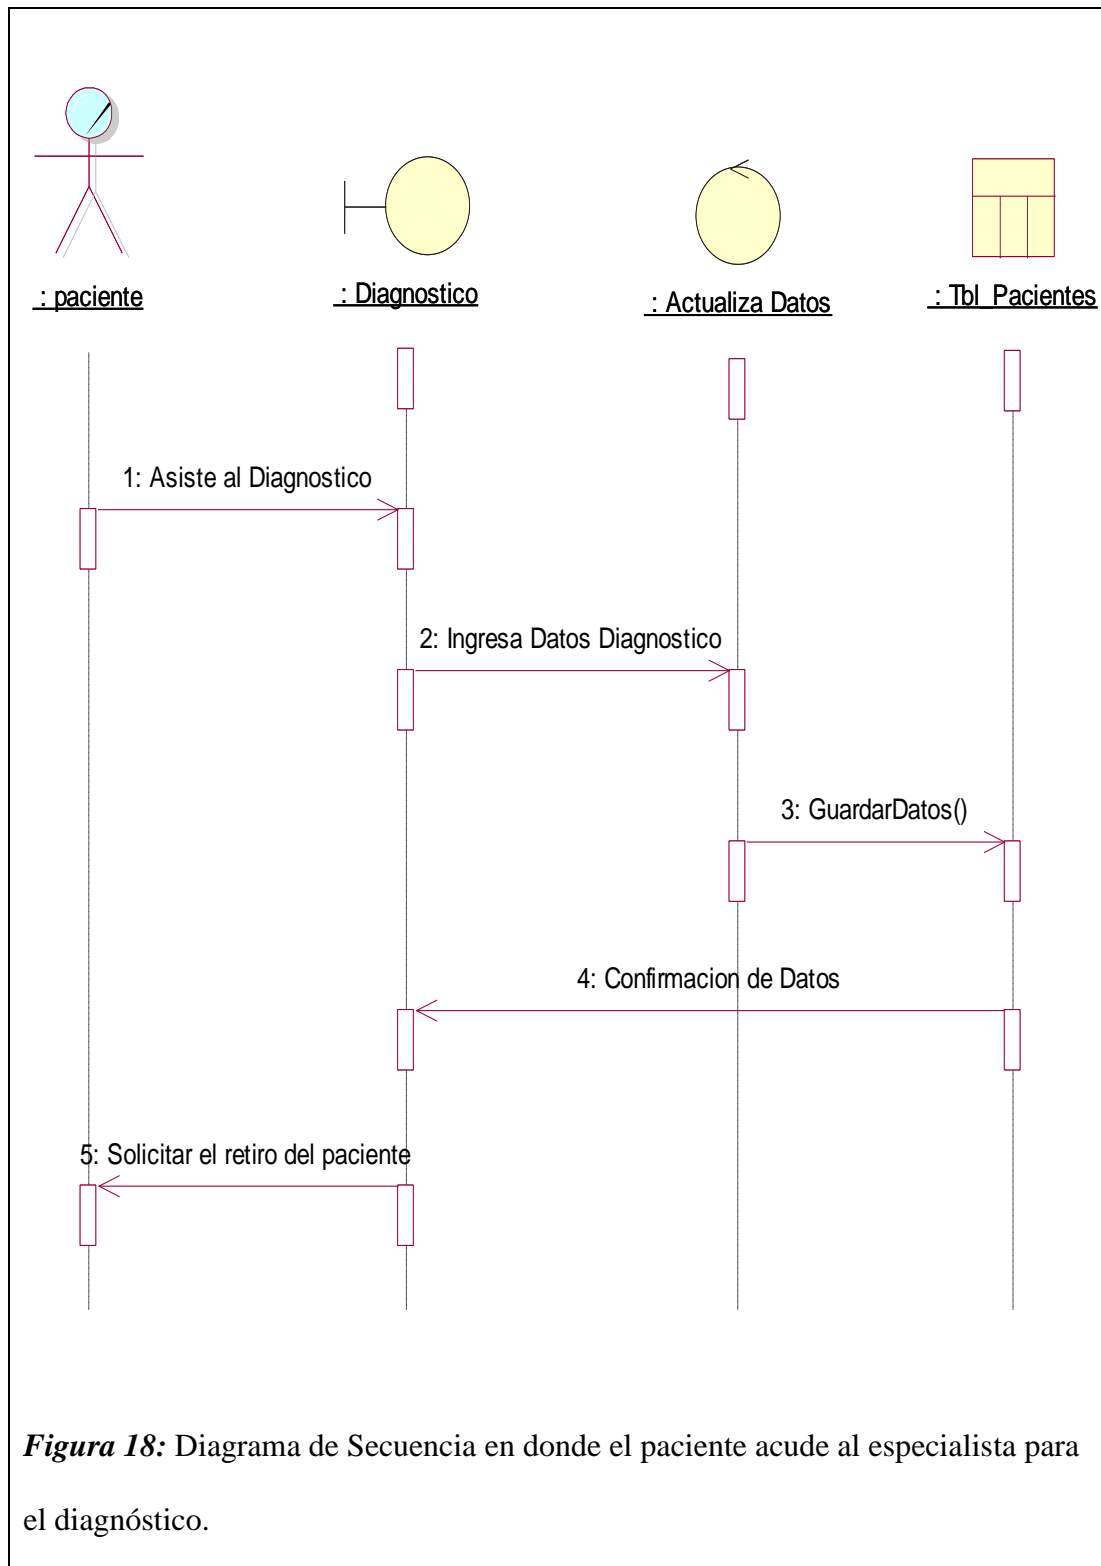 : paciente
: Diagnostico
: Actualiza Datos
: Tbl_Pacientes
1: Asiste al Diagnostico
2: Ingresa Datos Diagnostico
3: GuardarDatos()
4: Confirmacion de Datos
5: Solicitar el retiro del paciente
Figura 18: Diagrama de Secuencia en donde el paciente acude al especialista para
el diagnóstico.